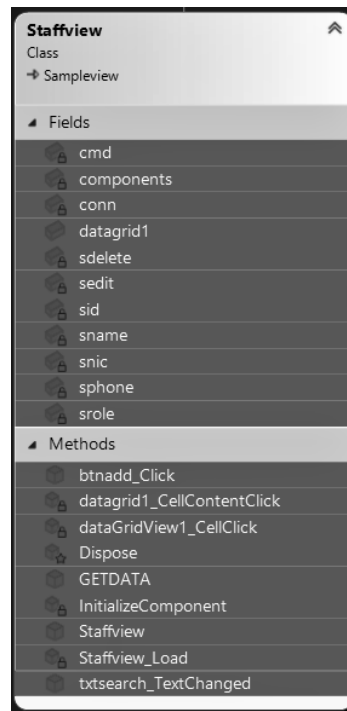 Staffview
Class
Sampleview
Fields
cmd
components
conn
datagrid1
sdelete
sedit
sid
sname
snic
sphone
srole
Methods
btnadd_Click
datagrid1_CellContentClick
dataGridView1_CellClick
Dispose
GETDATA
InitializeComponent
Staffview
Staffview_Load
txtsearch_TextChanged